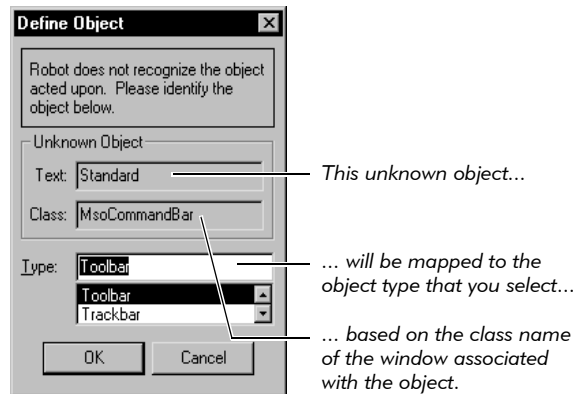 Define Object
Robot does not recognize the object
acted upon. Please identify the
object below.
Unknown Object
Text: Standard
This unknown object...
Class: MsoCommandBar
Type: Toolbar
Toolbar
Trackbar
... will be mapped to the
object type that you select...
OK Cancel
... based on the class name
of the window associated
with the object.